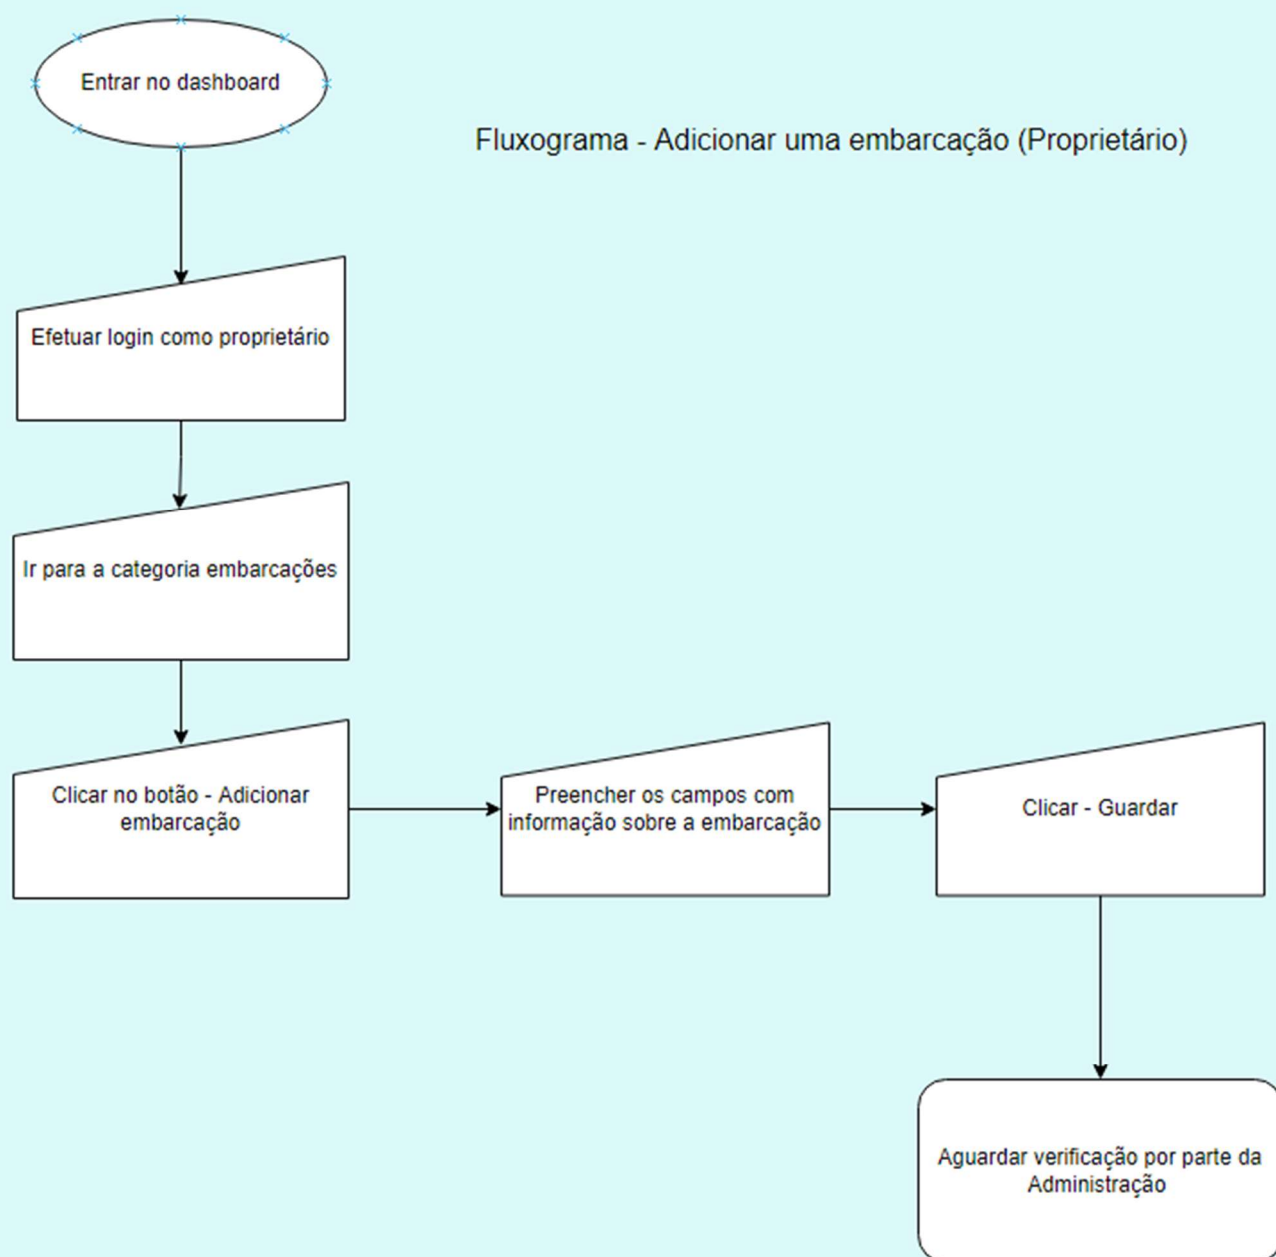 Entrar no dashboard
Fluxograma - Adicionar uma embarcação (Proprietário)
Efetuar login como proprietário
Ir para a categoria embarcações
Clicar no botão - Adicionar
embarcação
Preencher os campos com
informação sobre a embarcação
Clicar - Guardar
Aguardar verificação por parte da
Administração